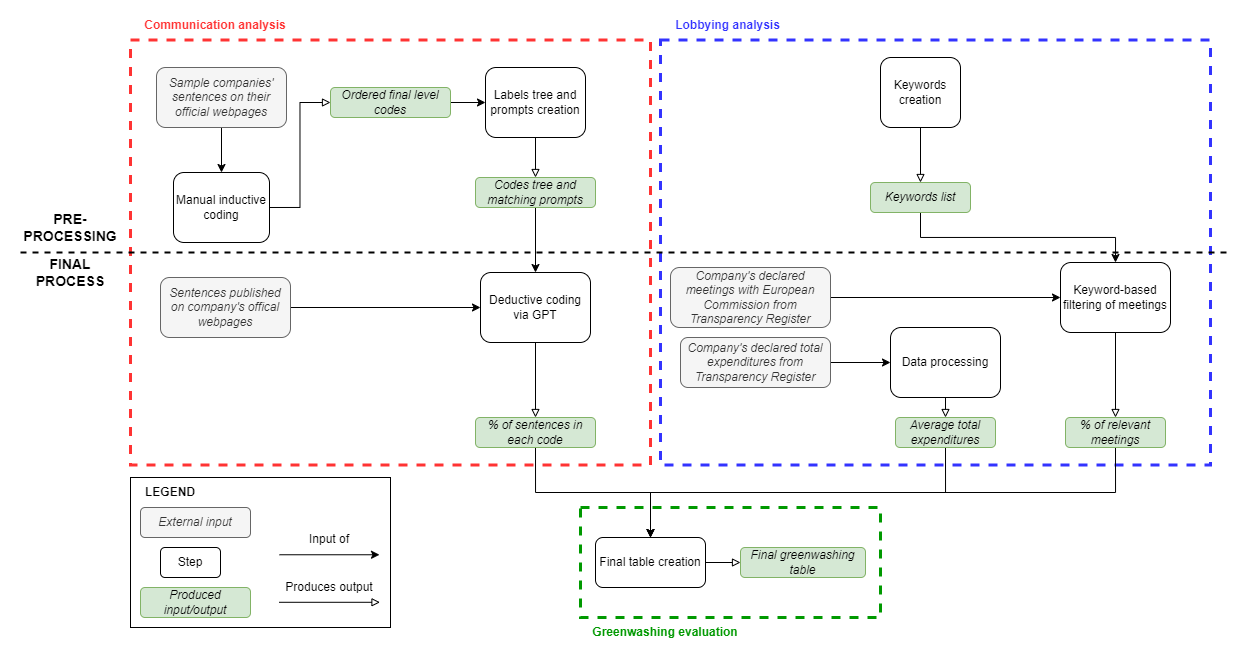 Communication analysis
Lobbying analysis
Sample companies'
sentences on their
official webpages
Ordered final level
codes
Labels tree and
prompts creation
Keywords
creation
Manual inductive
coding
Codes tree and
matching prompts
Keywords list
PRE-
PROCESSING
FINAL
PROCESS
Sentences published
on company's offical
webpages
Deductive coding
via GPT
Company's declared
meetings with European
Commission from
Transparency Register
Keyword-based
filtering of meetings
Company's declared total
expenditures from
Transparency Register
Data processing
% of sentences in
each code
Average total
expenditures
% of relevant
meetings
LEGEND
External input
Step
Produced
input/output
Input of
Produces output
Final table creation
Final greenwashing
table
Greenwashing evaluation